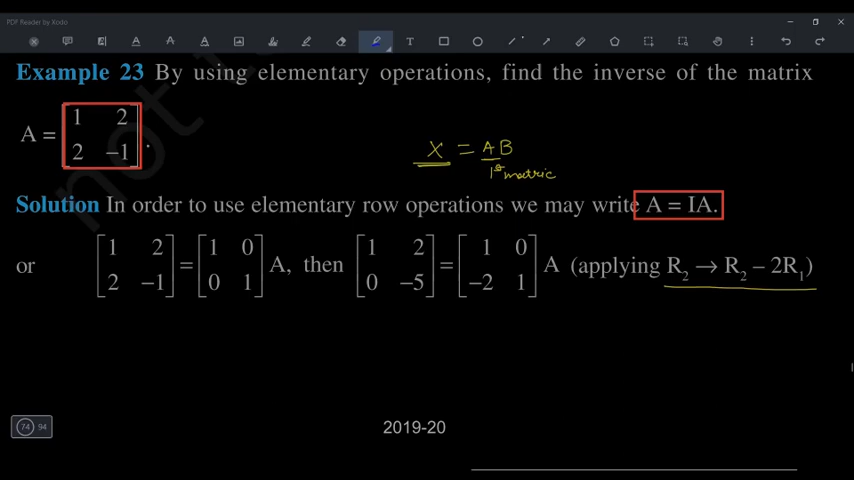 PDF Reader by Xodo
Example 23 By using elementary operations, find the inverse of the matrix
A = [1 2
2 −1].
X = AB
1st matric
Solution In order to use elementary row operations we may write A = IA.
or [1 2; 2 −1] = [1 0; 0 1] A, then [1 2; 0 −5] = [1 0; −2 1] A (applying R₂ → R₂ – 2R₁)
74 94
2019-20
not t